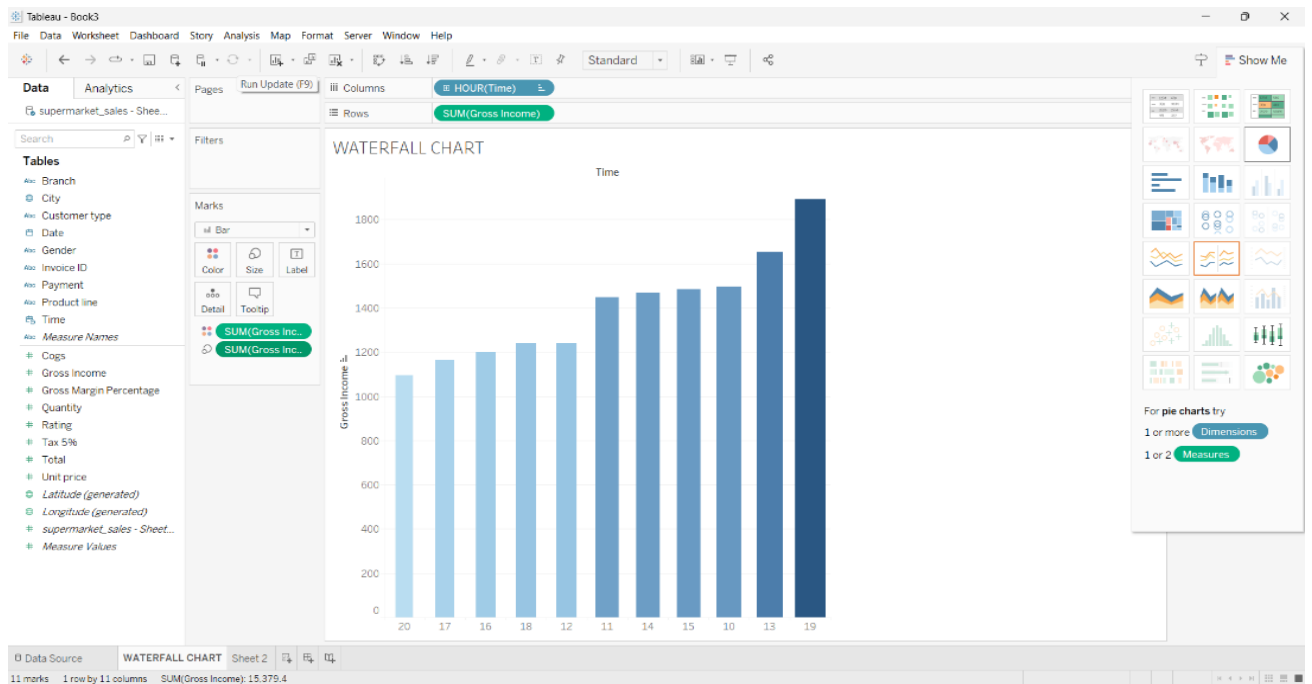 Tableau - Book3
File Data Worksheet Dashboard Story Analysis Map Format Server Window Help
Standard
Show Me
Data Analytics
Pages
Run Update (F9)
Columns
HOUR(Time)
supermarket_sales - Shee...
Rows
SUM(Gross Income)
Search
Filters
Tables
Abc Branch
City
Abc Customer type
Date
Abc Gender
Abc Invoice ID
Abc Payment
Abc Product line
Time
Abc Measure Names
# Cogs
# Gross Income
# Gross Margin Percentage
# Quantity
# Rating
# Tax 5%
# Total
# Unit price
Latitude (generated)
Longitude (generated)
# supermarket_sales - Sheet...
# Measure Values
Marks
Bar
Color Size Label
Detail Tooltip
SUM(Gross Inc..
SUM(Gross Inc..
WATERFALL CHART
Time
Gross Income
1800
1600
1400
1200
1000
800
600
400
200
0
20 17 16 18 12 11 14 15 10 13 19
For pie charts try
1 or more Dimensions
1 or 2 Measures
Data Source WATERFALL CHART Sheet 2
11 marks 1 row by 11 columns SUM(Gross Income): 15,379.4